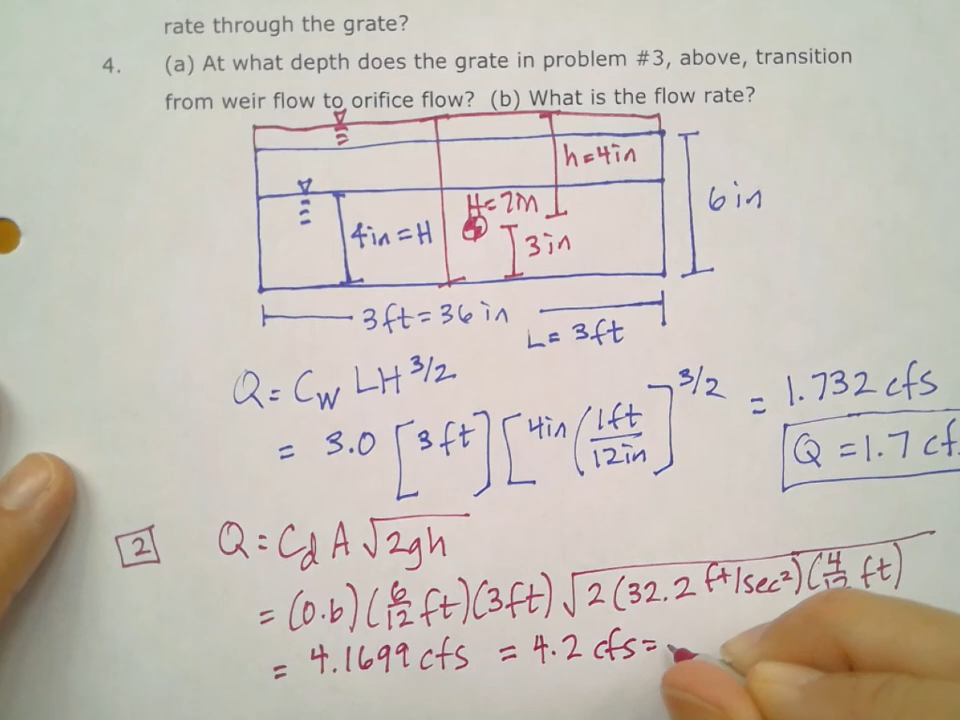 rate through the grate?
4. (a) At what depth does the grate in problem #3, above, transition
from weir flow to orifice flow? (b) What is the flow rate?
h=4in
6in
H=7in
4in=H
3in
3ft=36in
L=3ft
Q=C_W LH^3/2
= 3.0 [3ft] [4in (1ft/12in)]^3/2 = 1.732 cfs
Q=1.7 cf
2 Q=C_d A √2gh
= (0.6)(6/12 ft)(3ft) √2(32.2 ft/sec²)(4/12 ft)
= 4.1699 cfs = 4.2 cfs=